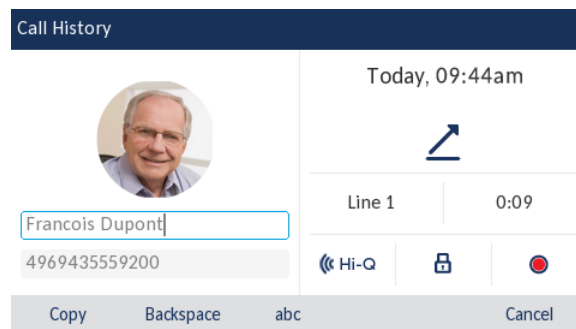 Call History
Francois Dupont
4969435559200
Today, 09:44am
Line 1 0:09
Hi-Q
Copy Backspace abc Cancel